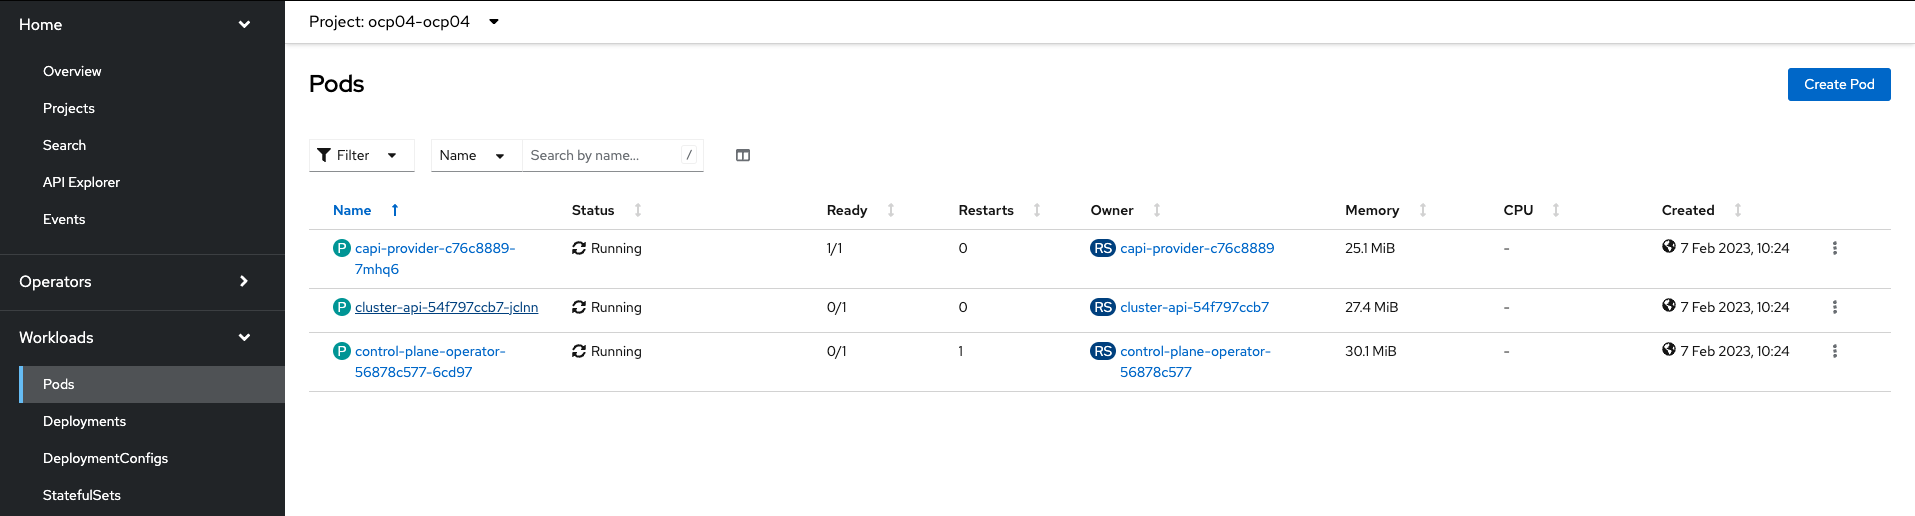 Home
Overview
Projects
Search
API Explorer
Events
Operators
Workloads
Pods
Deployments
DeploymentConfigs
StatefulSets
Project: ocp04-ocp04
Pods
Create Pod
Filter Name Search by name... /
Name Status Ready Restarts Owner Memory CPU Created
P capi-provider-c76c8889- Running 1/1 0 RS capi-provider-c76c8889 25.1 MiB - 7 Feb 2023, 10:24
7mhq6
P cluster-api-54f797ccb7-jclnn Running 0/1 0 RS cluster-api-54f797ccb7 27.4 MiB - 7 Feb 2023, 10:24
P control-plane-operator- Running 0/1 1 RS control-plane-operator- 30.1 MiB - 7 Feb 2023, 10:24
56878c577-6cd97 56878c577